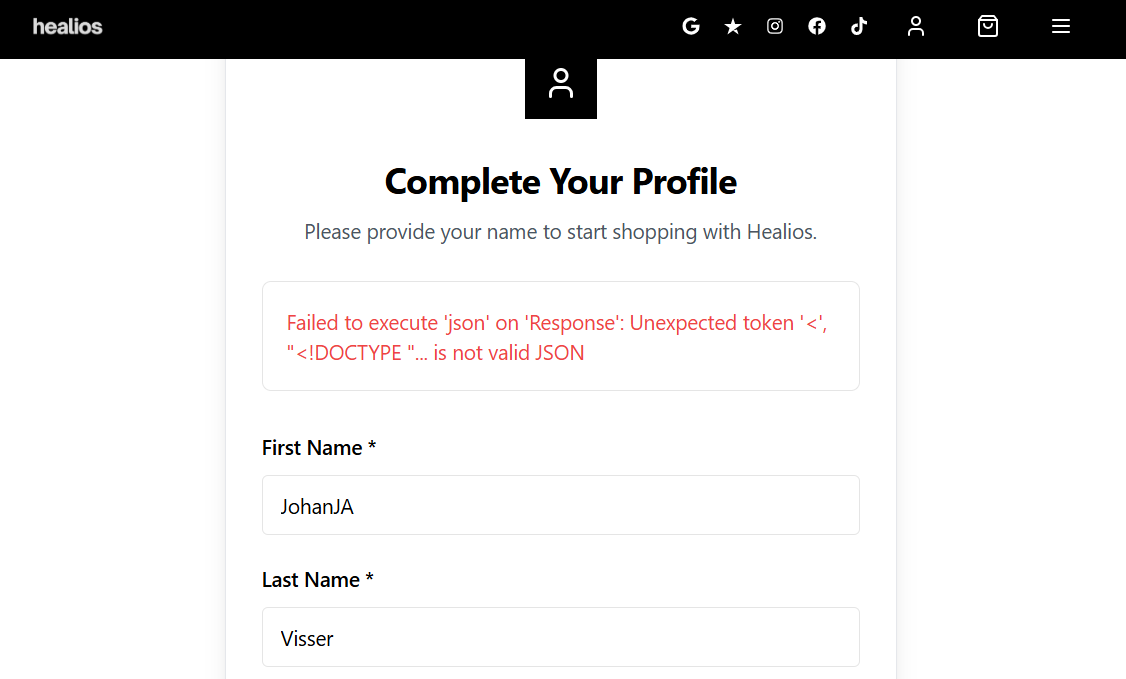 healios
Complete Your Profile
Please provide your name to start shopping with Healios.
Failed to execute 'json' on 'Response': Unexpected token '<',
"<!DOCTYPE "... is not valid JSON
First Name *
JohanJA
Last Name *
Visser